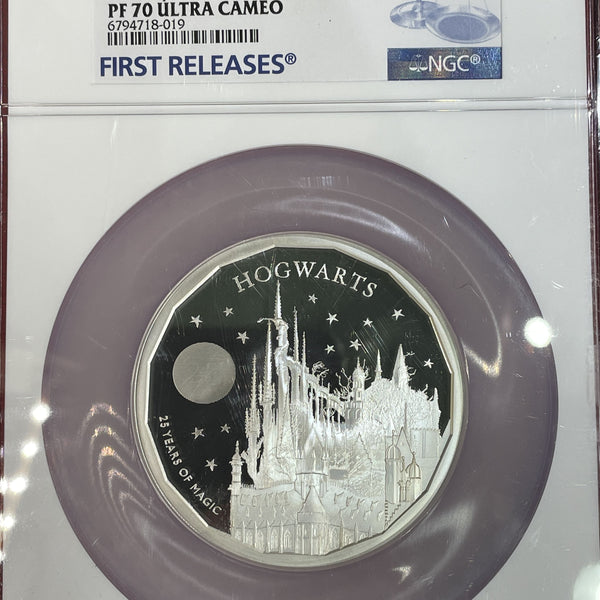 PF 70 ULTRA CAMEO
6794718-019
FIRST RELEASES®
NGC®
HOGWARTS
25 YEARS OF MAGIC